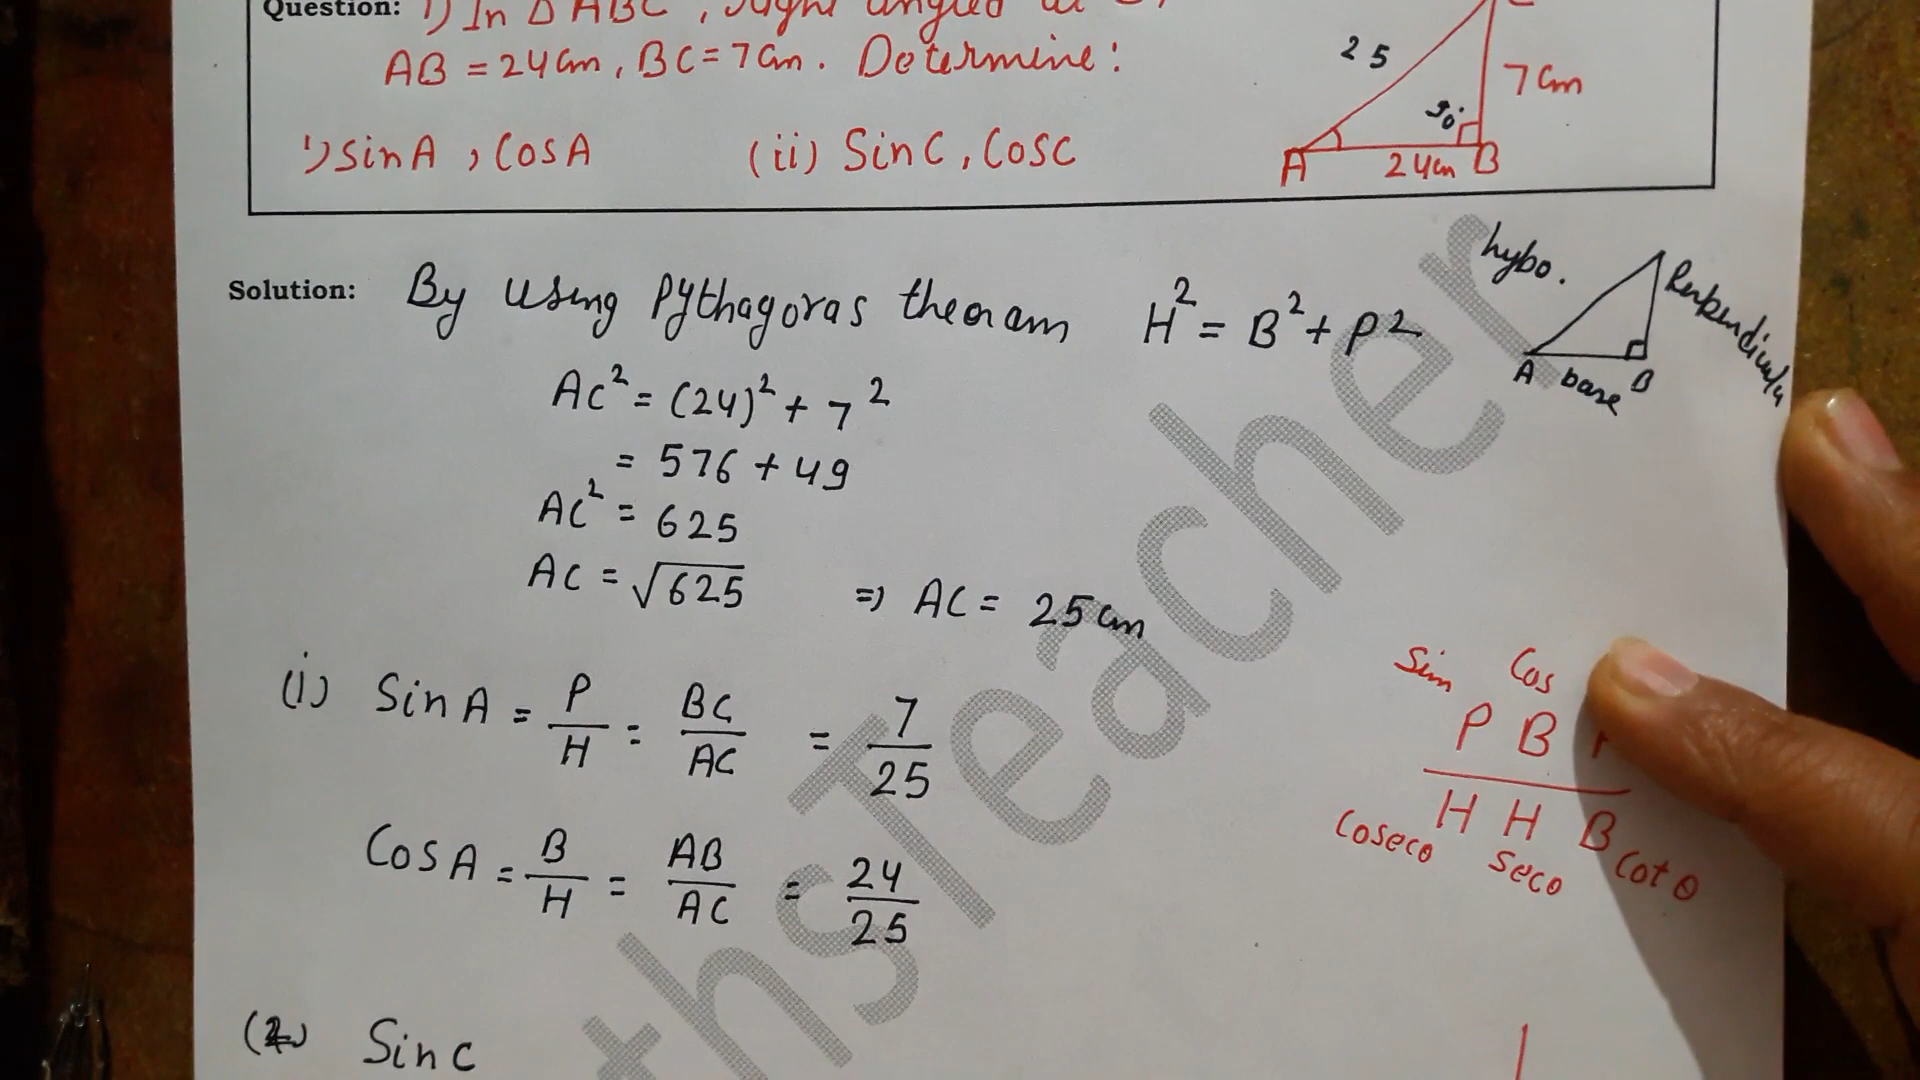 Question: 1) In Δ ABC, right angled at
AB = 24cm, BC = 7cm. Determine:
1) sin A, Cos A (ii) Sin C, Cos C
25
7cm
90°
A 24cm B
Solution: By using Pythagoras theoram H² = B² + P²
hybo.
A base B
AC² = (24)² + 7²
= 576 + 49
AC² = 625
AC = √625 => AC = 25cm
(i) Sin A = P/H = BC/AC = 7/25
Cos A = B/H = AB/AC = 24/25
Sin Cos
P B
H H B
Coseco seco cot θ
Sin C
thsTeacher